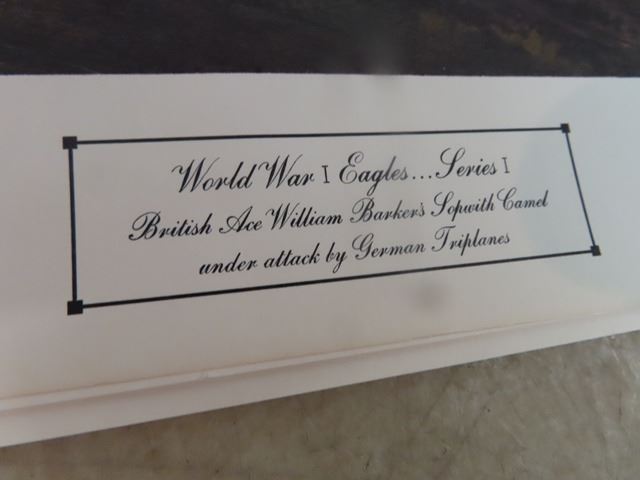 World War I Eagles...Series I
British Ace William Barker's Sopwith Camel
under attack by German Triplanes